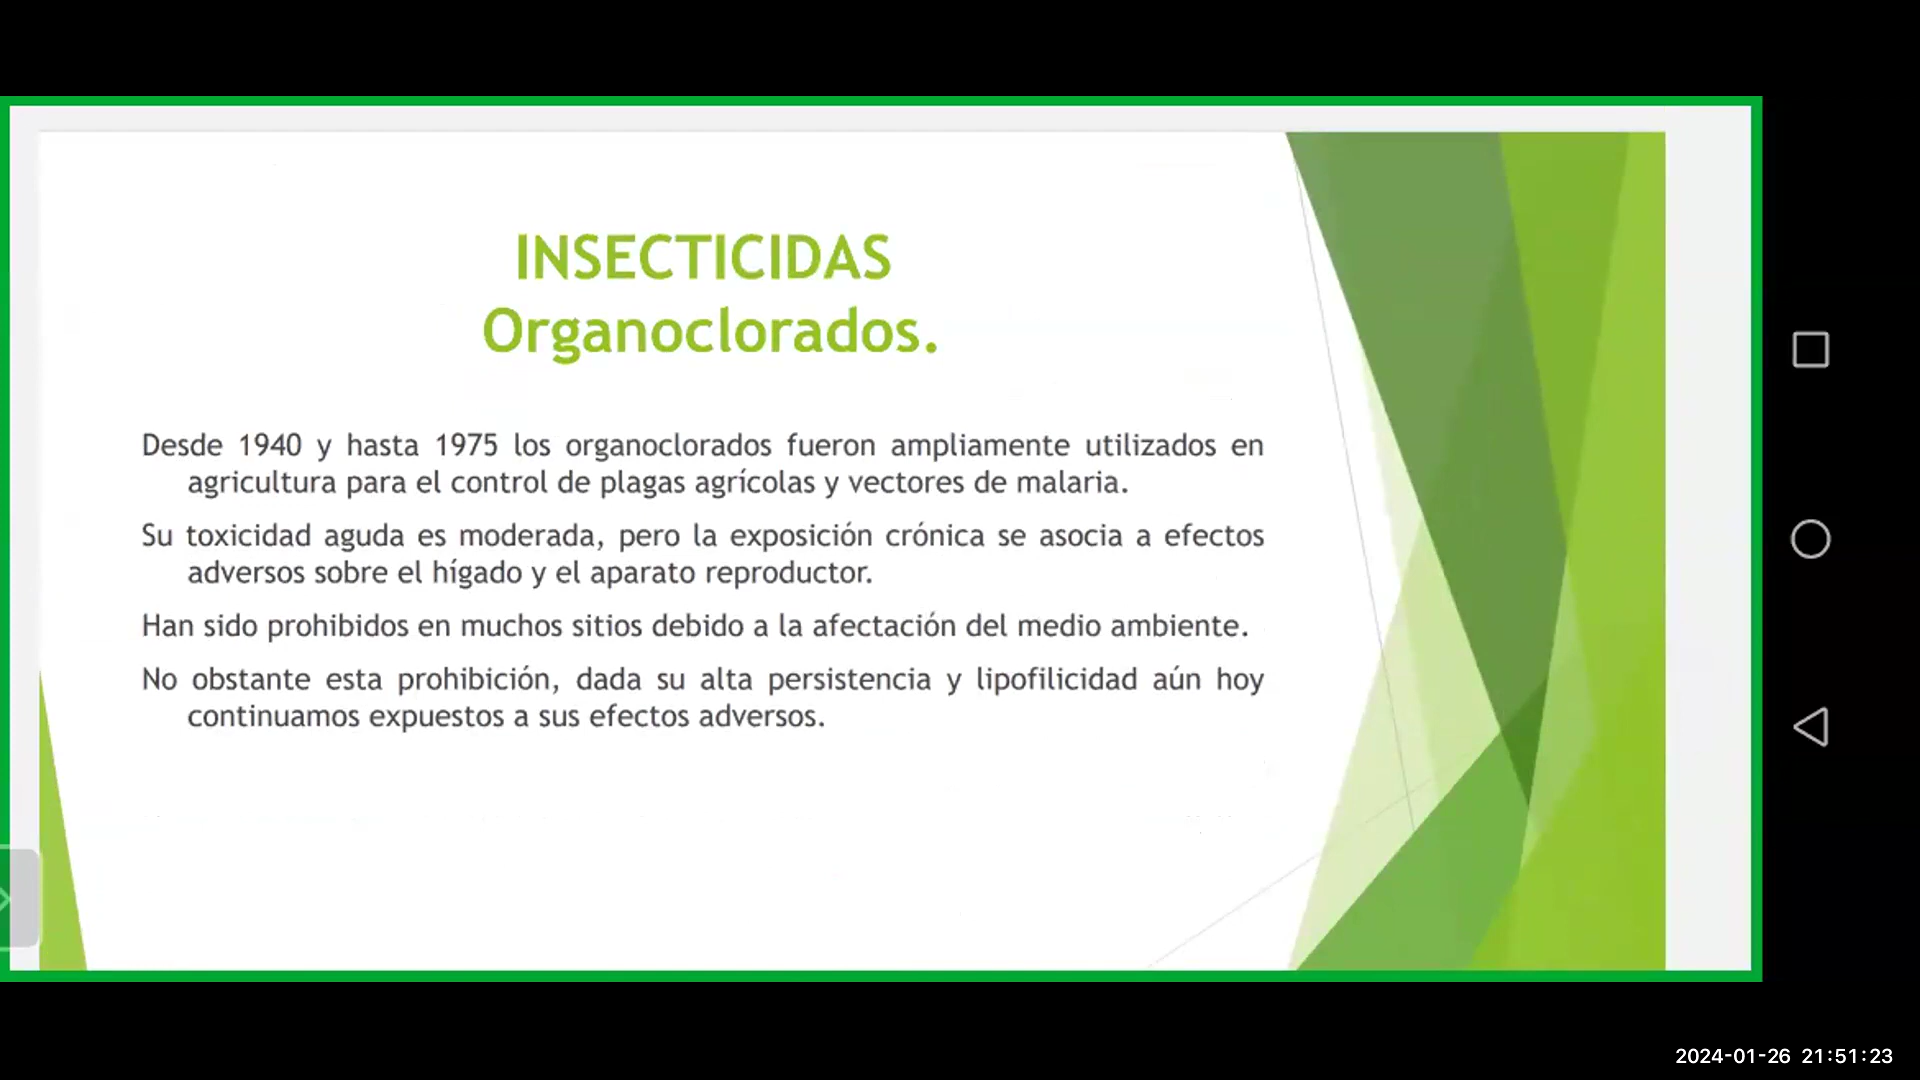 INSECTICIDAS
Organoclorados.
Desde 1940 y hasta 1975 los organoclorados fueron ampliamente utilizados en
agricultura para el control de plagas agrícolas y vectores de malaria.
Su toxicidad aguda es moderada, pero la exposición crónica se asocia a efectos
adversos sobre el hígado y el aparato reproductor.
Han sido prohibidos en muchos sitios debido a la afectación del medio ambiente.
No obstante esta prohibición, dada su alta persistencia y lipofilicidad aún hoy
continuamos expuestos a sus efectos adversos.
2024-01-26 21:51:23